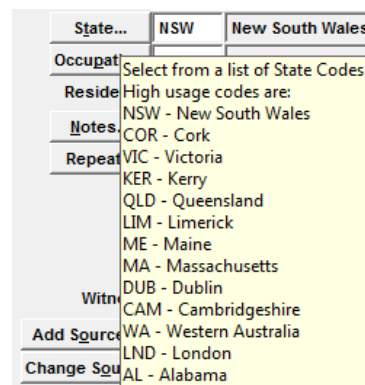 State... NSW New South Wales
Occupati
Select from a list of State Codes
Reside High usage codes are:
NSW - New South Wales
Notes. COR - Cork
Repeat VIC - Victoria
KER - Kerry
QLD - Queensland
LIM - Limerick
ME - Maine
MA - Massachusetts
DUB - Dublin
Witn CAM - Cambridgeshire
Add Source WA - Western Australia
LND - London
Change Sou AL - Alabama